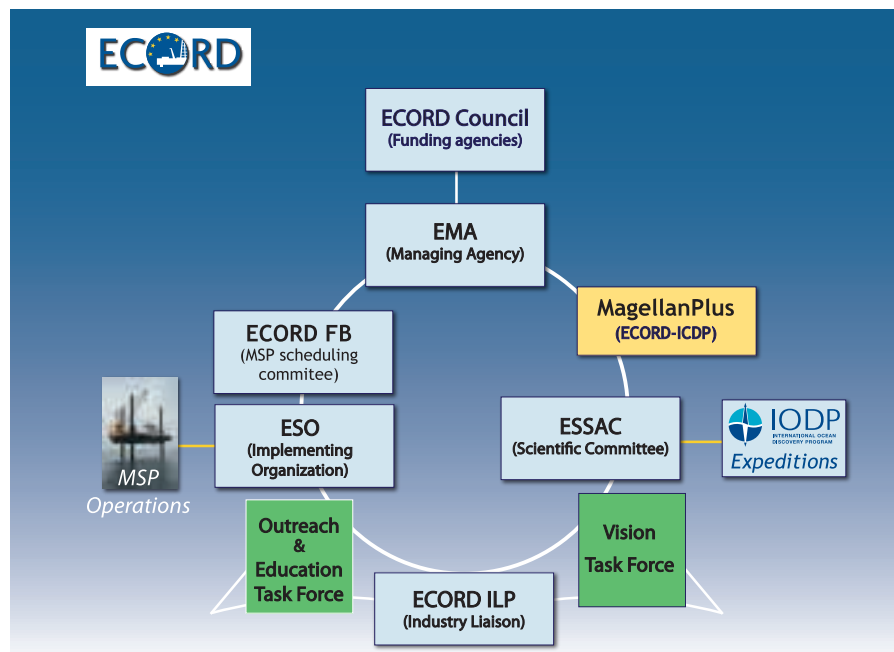 ECORD
ECORD Council
(Funding agencies)
EMA
(Managing Agency)
MagellanPlus
(ECORD-ICDP)
ECORD FB
(MSP scheduling
commitee)
ESO
(Implementing
Organization)
ESSAC
(Scientific Committee)
IODP
INTERNATIONAL OCEAN
DISCOVERY PROGRAM
Expeditions
MSP
Operations
Outreach
&
Education
Task Force
Vision
Task Force
ECORD ILP
(Industry Liaison)